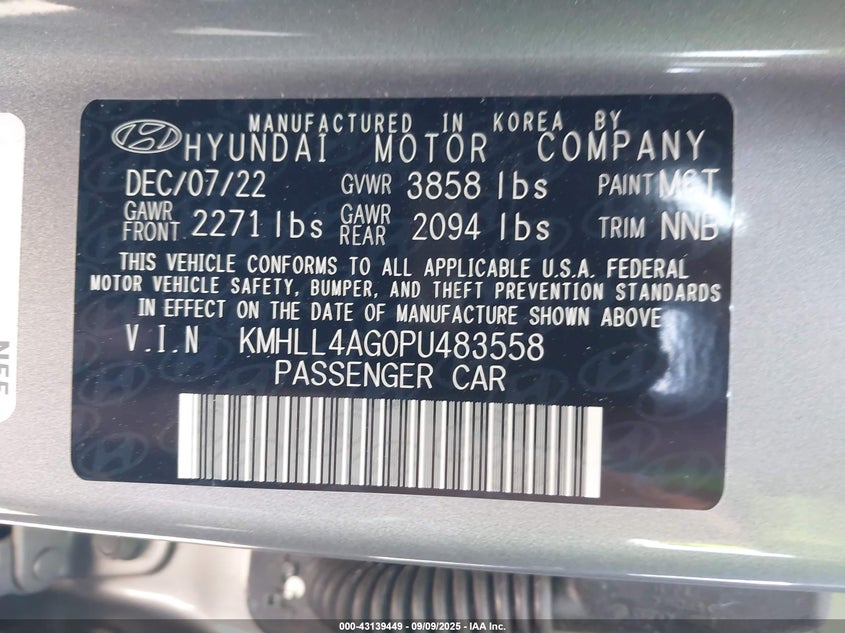 MANUFACTURED IN KOREA BY
HYUNDAI MOTOR COMPANY
DEC/07/22 GVWR 3858 lbs PAINT M6T
GAWR FRONT 2271 lbs GAWR REAR 2094 lbs TRIM NNB
THIS VEHICLE CONFORMS TO ALL APPLICABLE U.S.A. FEDERAL
MOTOR VEHICLE SAFETY, BUMPER, AND THEFT PREVENTION STANDARDS
IN EFFECT ON THE DATE OF MANUFACTURE SHOWN ABOVE
V.I.N KMHLL4AG0PU483558
PASSENGER CAR
000-43139449 - 09/09/2025 - IAA Inc.